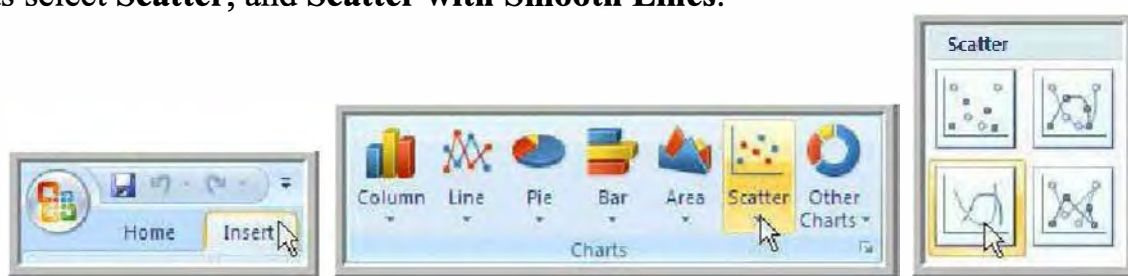 s select Scatter, and Scatter with Smooth Lines.
Scatter
Home Insert
Column Line Pie Bar Area Scatter Other Charts
Charts